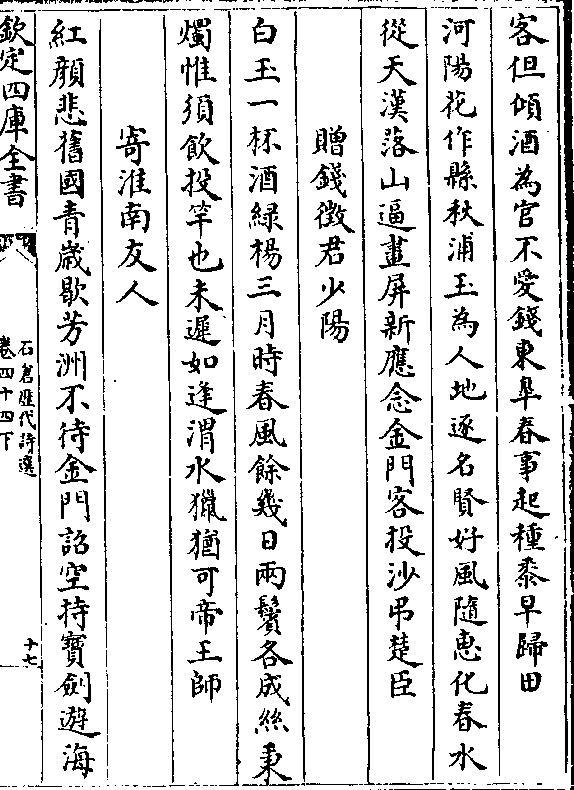 客但傾酒為官不愛錢東臯春事起種黍早歸田
河陽花作縣秋浦玉為人地逐名賢好風隨惠化春水
從天漢落山逼畫屏新應念金門客投沙吊楚臣
贈錢徵君少陽
白玉一杯酒緑楊三月時春風餘幾日兩鬢各成絲秉
燭惟須飲投竿也未遲如逢渭水獵猶可帝王師
寄淮南友人
紅顔悲舊國青歳歇芳洲不待金門詔空持寶劍遊海
欽定四庫全書
石倉歴代詩選
卷四十四下
十七